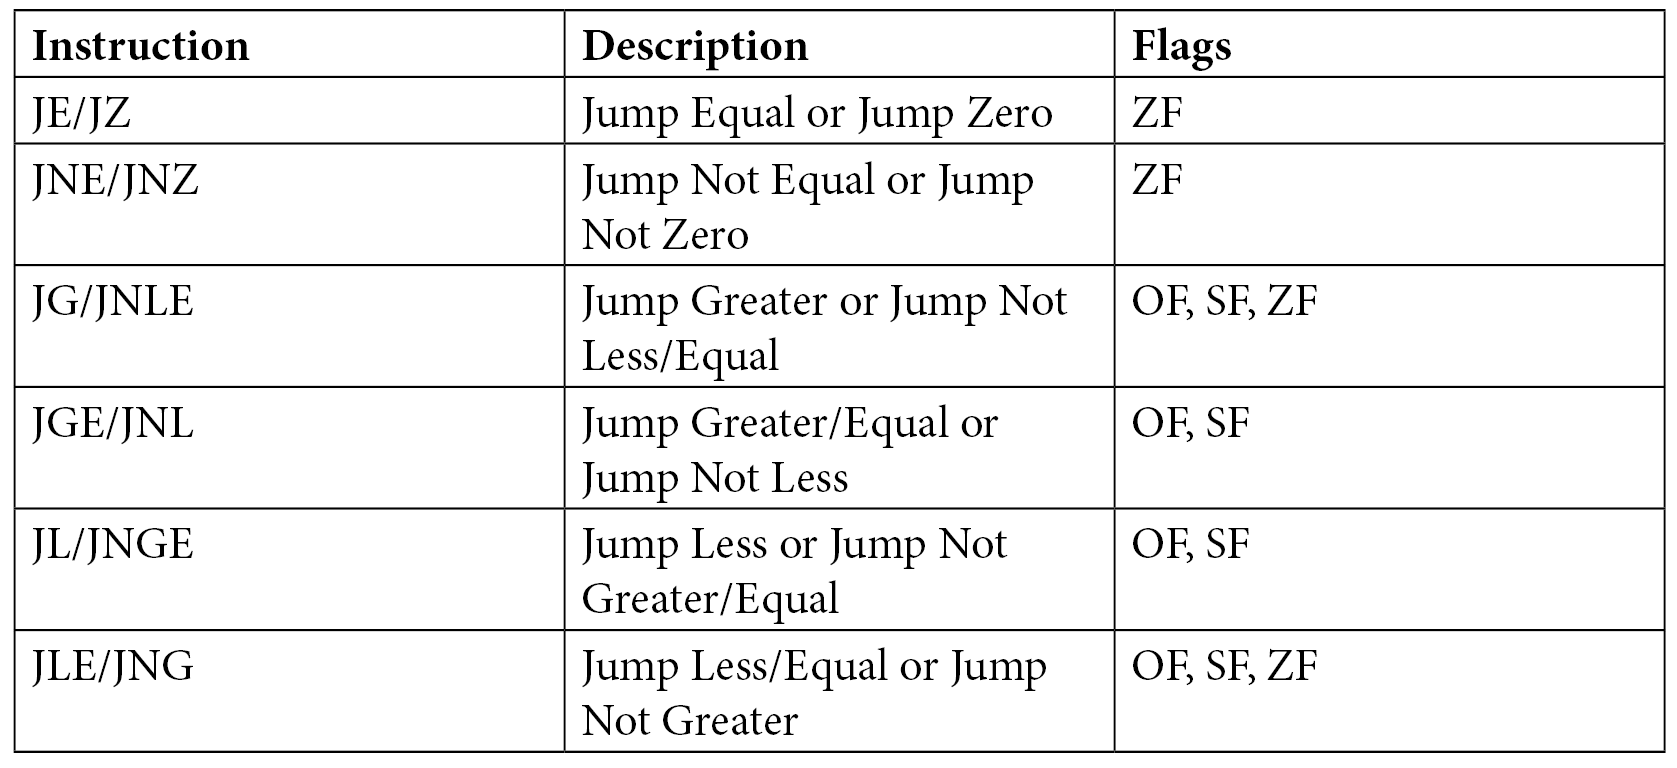 Instruction Description Flags
JE/JZ Jump Equal or Jump Zero ZF
JNE/JNZ Jump Not Equal or Jump ZF
Not Zero
JG/JNLE Jump Greater or Jump Not OF, SF, ZF
Less/Equal
JGE/JNL Jump Greater/Equal or OF, SF
Jump Not Less
JL/JNGE Jump Less or Jump Not OF, SF
Greater/Equal
JLE/JNG Jump Less/Equal or Jump OF, SF, ZF
Not Greater